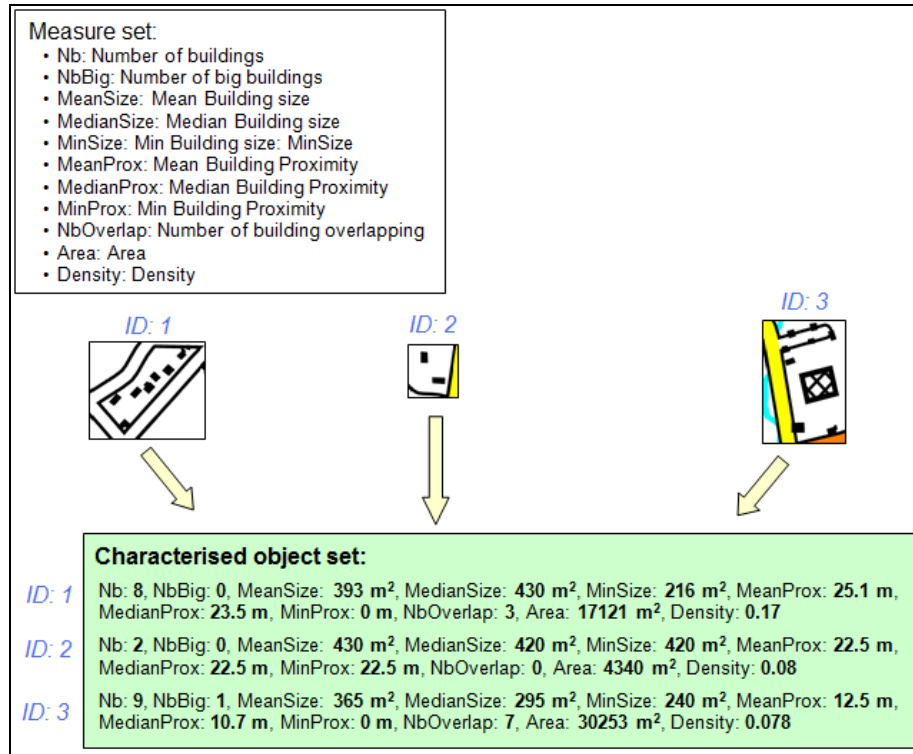 Measure set:
• Nb: Number of buildings
• NbBig: Number of big buildings
• MeanSize: Mean Building size
• MedianSize: Median Building size
• MinSize: Min Building size: MinSize
• MeanProx: Mean Building Proximity
• MedianProx: Median Building Proximity
• MinProx: Min Building Proximity
• NbOverlap: Number of building overlapping
• Area: Area
• Density: Density
ID: 1
ID: 2
ID: 3
Characterised object set:
ID: 1
Nb: 8, NbBig: 0, MeanSize: 393 m², MedianSize: 430 m², MinSize: 216 m², MeanProx: 25.1 m,
MedianProx: 23.5 m, MinProx: 0 m, NbOverlap: 3, Area: 17121 m², Density: 0.17
ID: 2
Nb: 2, NbBig: 0, MeanSize: 430 m², MedianSize: 420 m², MinSize: 420 m², MeanProx: 22.5 m,
MedianProx: 22.5 m, MinProx: 22.5 m, NbOverlap: 0, Area: 4340 m², Density: 0.08
ID: 3
Nb: 9, NbBig: 1, MeanSize: 365 m², MedianSize: 295 m², MinSize: 240 m², MeanProx: 12.5 m,
MedianProx: 10.7 m, MinProx: 0 m, NbOverlap: 7, Area: 30253 m², Density: 0.078